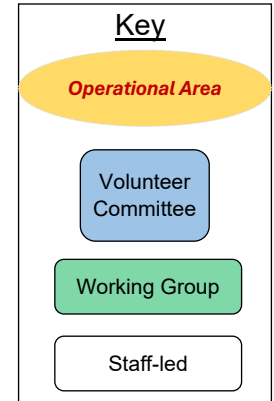 Key
Operational Area
Volunteer
Committee
Working Group
Staff-led